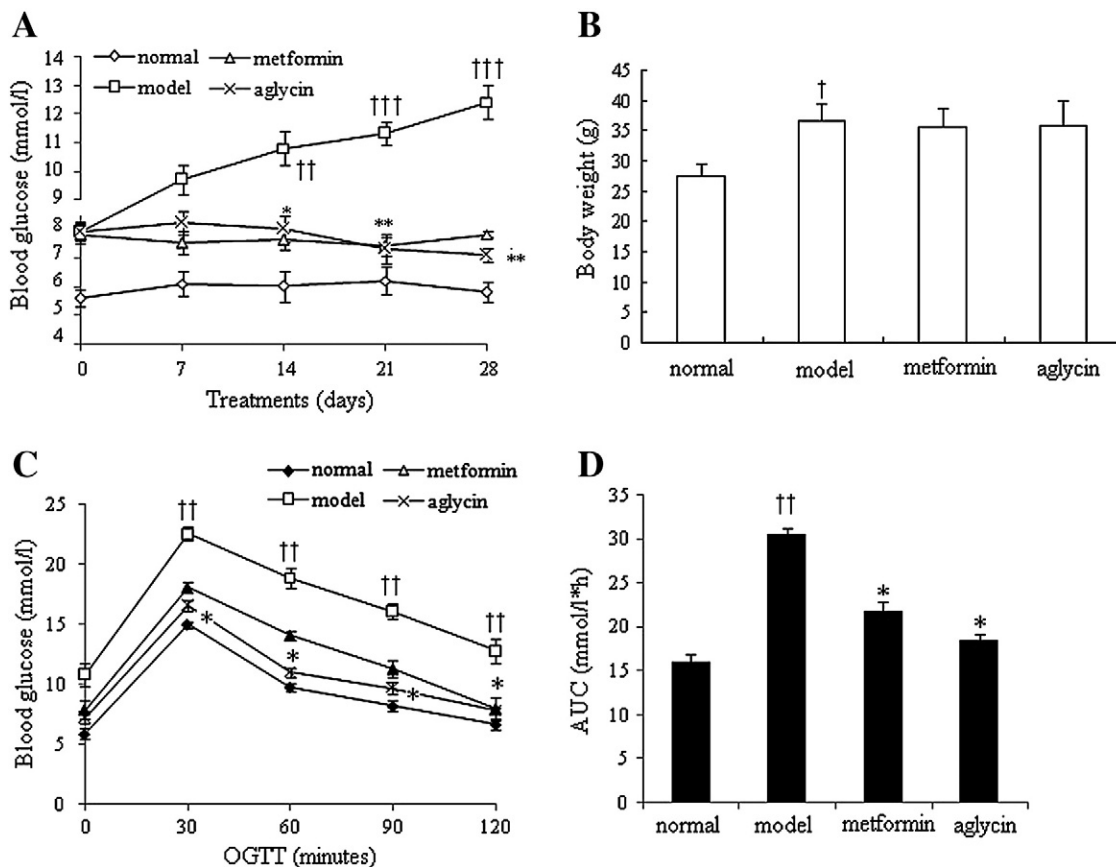 A
normal metformin
model aglycin
Blood glucose (mmol/l)
14
13
12
11
10
9
8
7
6
5
4
†††
†††
††
*
**
**
0 7 14 21 28
Treatments (days)
B
Body weight (g)
45
40
35
30
25
20
15
10
5
0
†
normal model metformin aglycin
C
normal metformin
model aglycin
Blood glucose (mmol/l)
25
20
15
10
5
0
††
††
††
††
*
*
*
*
0 30 60 90 120
OGTT (minutes)
D
AUC (mmol/l*h)
35
30
25
20
15
10
5
0
††
*
*
normal model metformin aglycin